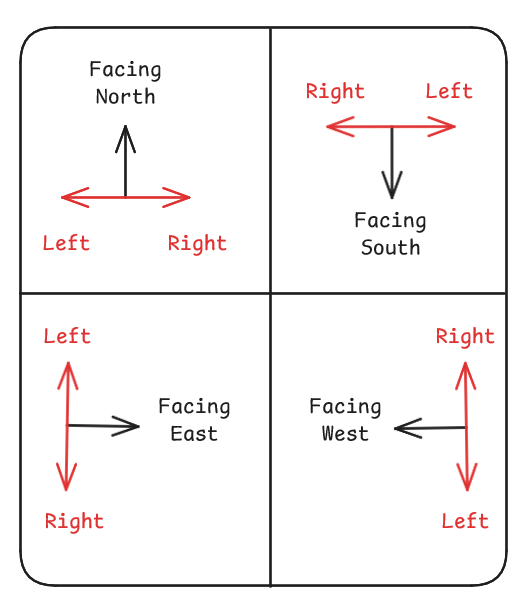 Facing
North
Left
Right
Right
Left
Facing
South
Left
Facing
East
Right
Right
Facing
West
Left